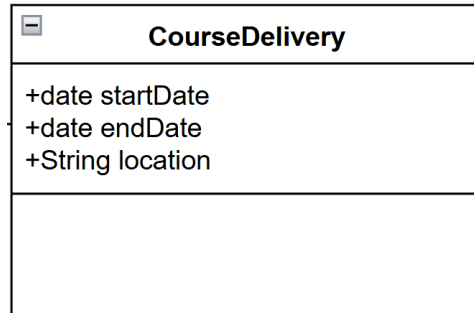 CourseDelivery
+date startDate
+date endDate
+String location